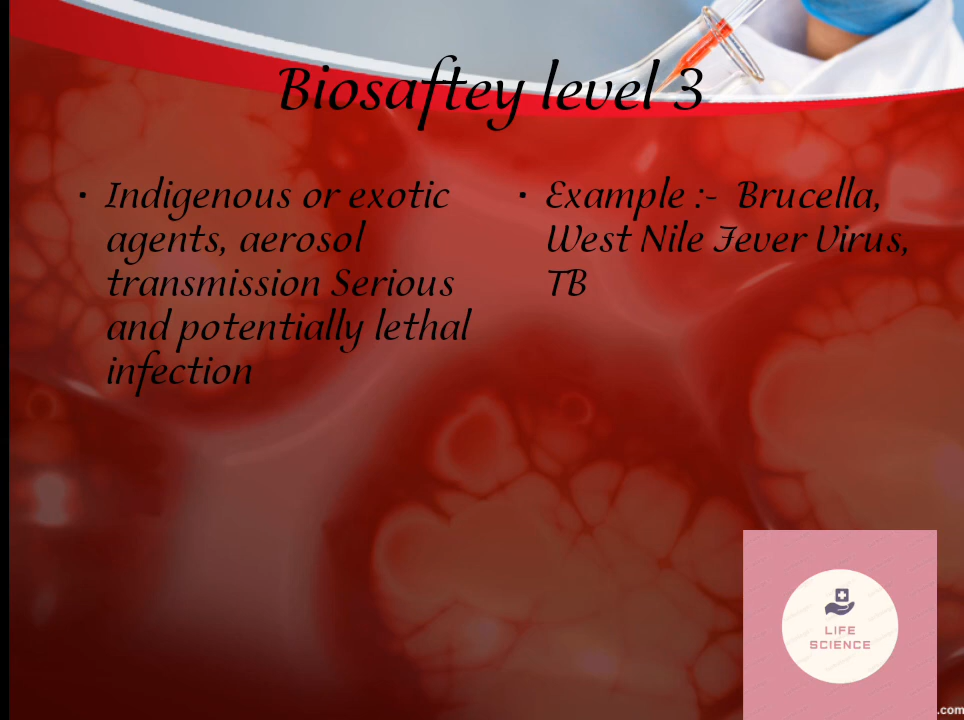 Biosaftey level 3
• Indigenous or exotic
agents, aerosol
transmission Serious
and potentially lethal
infection
• Example :- Brucella,
West Nile Fever Virus,
TB
LIFE
SCIENCE
.com